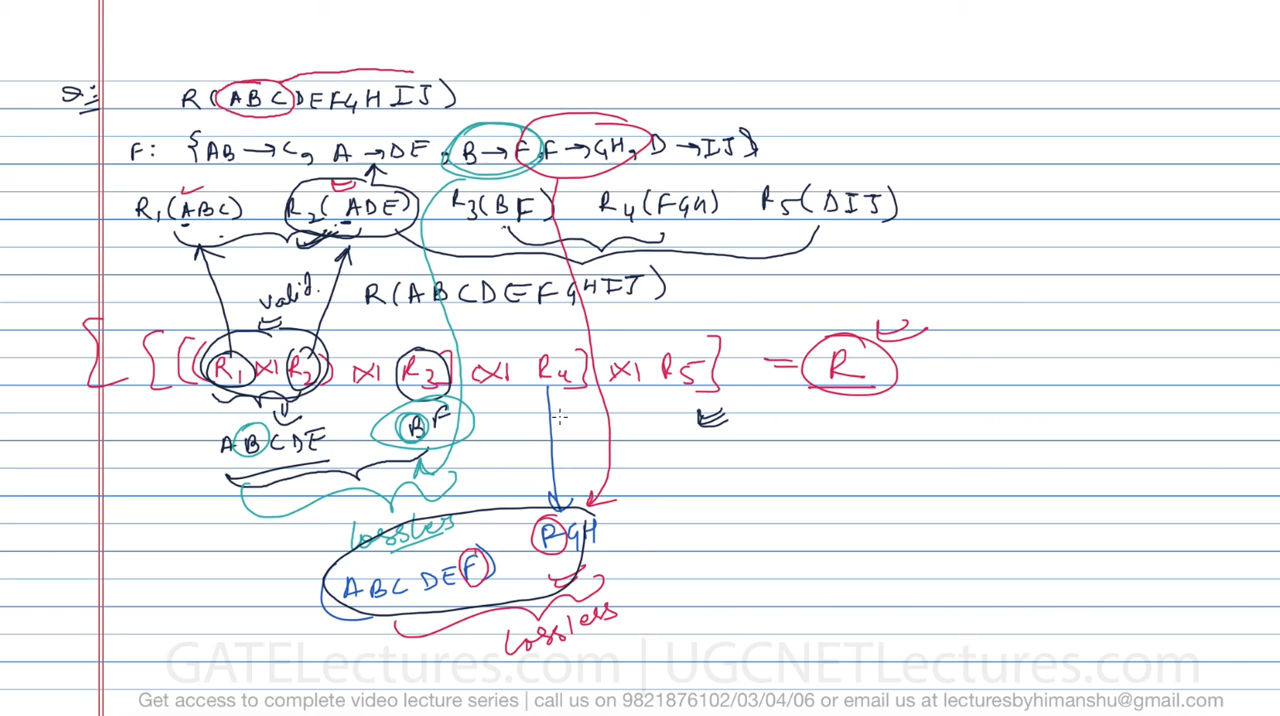 R(ABCDEFGHIJ)
F: {AB→C, A→DE, B→F, F→GH, D→IJ}
R1(ABC) R2(ADE) R3(BF) R4(FGH) R5(DIJ)
valid. R(ABCDEFGHIJ)
{ [[((R1 ⋈ R2) ⋈ R3] ⋈ R4] ⋈ R5] = R
ABCDE BF
lossless RGH
ABCDEF)
lossless
GATELectures.com | UGCNETLectures.com
Get access to complete video lecture series | call us on 9821876102/03/04/06 or email us at lecturesbyhimanshu@gmail.com